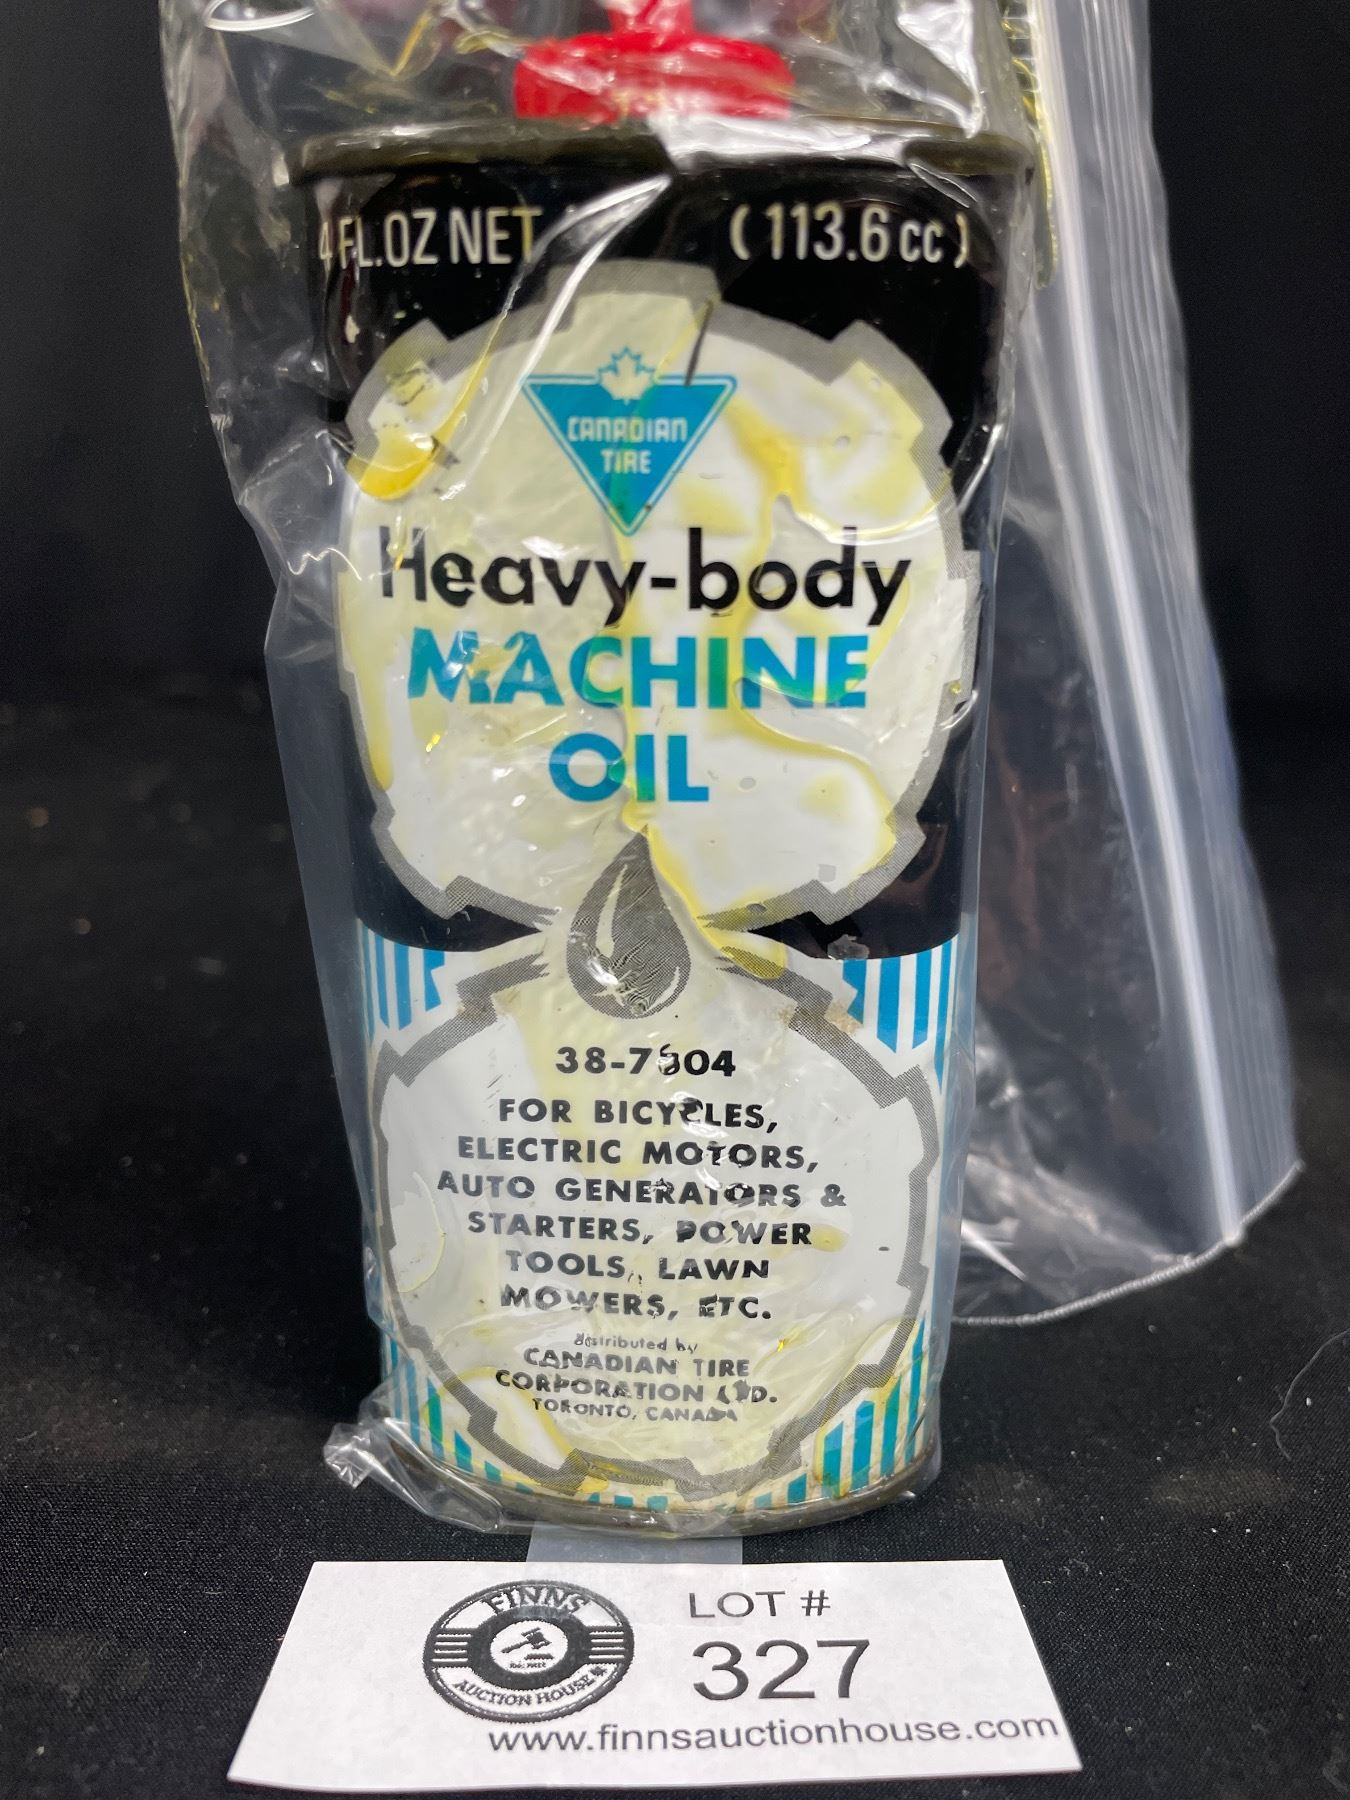 4 FL.OZ NET (113.6 cc)
CANADIAN
TIRE
Heavy-body
MACHINE
OIL
FOR BICYCLES,
ELECTRIC MOTORS,
AUTO GENERATORS &
STARTERS, POWER
TOOLS, LAWN
MOWERS, ETC.
distributed by
CANADIAN TIRE
CORPORATION LTD.
TORONTO, CANADA
FINNS
AUCTION HOUSE
LOT #
327
www.finnsauctionhouse.com